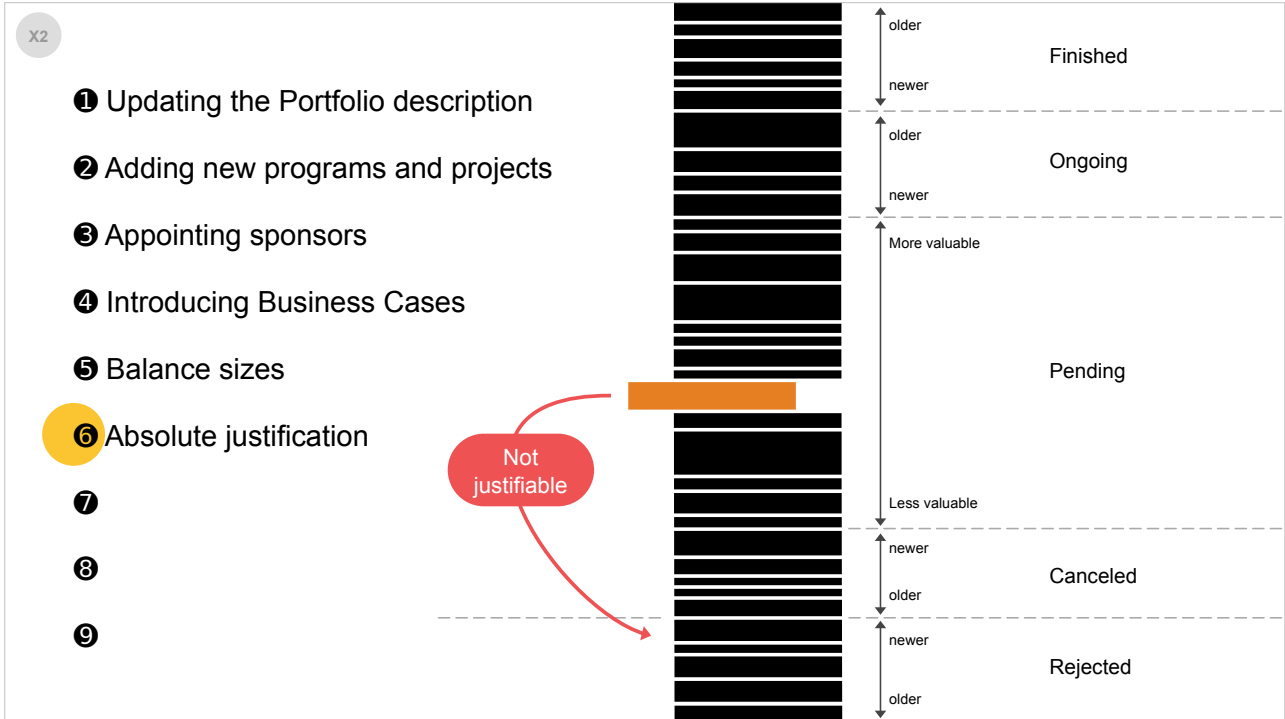 X2
❶ Updating the Portfolio description
❷ Adding new programs and projects
❸ Appointing sponsors
❹ Introducing Business Cases
❺ Balance sizes
❻ Absolute justification
❼
❽
❾
Not
justifiable
older
newer
Finished
older
newer
Ongoing
More valuable
Less valuable
Pending
newer
older
Canceled
newer
older
Rejected